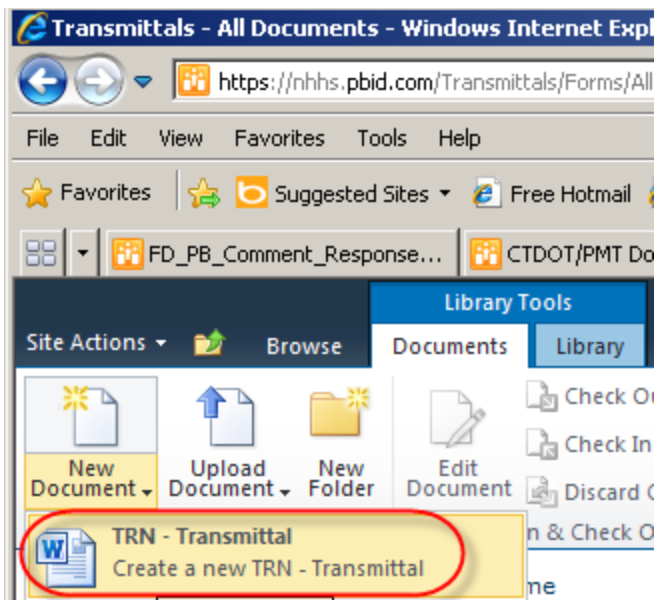 Transmittals - All Documents - Windows Internet Expl
https://nhhs.pbid.com/Transmittals/Forms/All
File Edit View Favorites Tools Help
Favorites Suggested Sites Free Hotmail
FD_PB_Comment_Response... CTDOT/PMT Do
Library Tools
Site Actions Browse Documents Library
New Document Upload Document New Folder Edit Document
Check Ou
Check In
Discard C
n & Check O
TRN - Transmittal
Create a new TRN - Transmittal
me